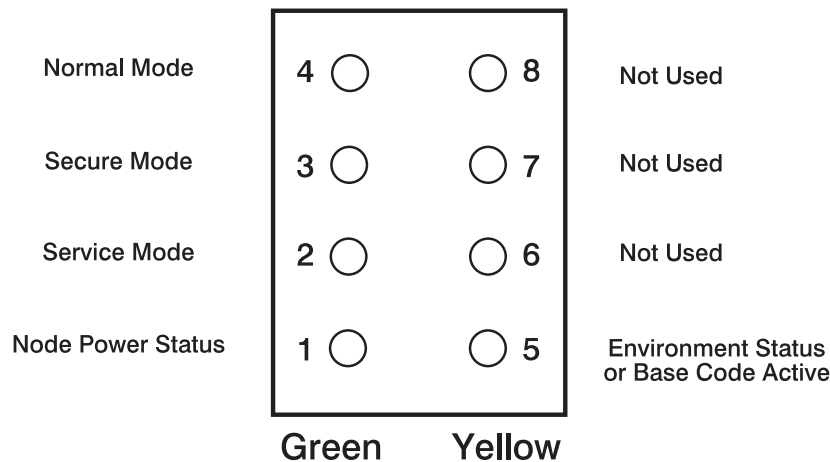 Normal Mode 4 8 Not Used
Secure Mode 3 7 Not Used
Service Mode 2 6 Not Used
Node Power Status 1 5 Environment Status
or Base Code Active
Green Yellow